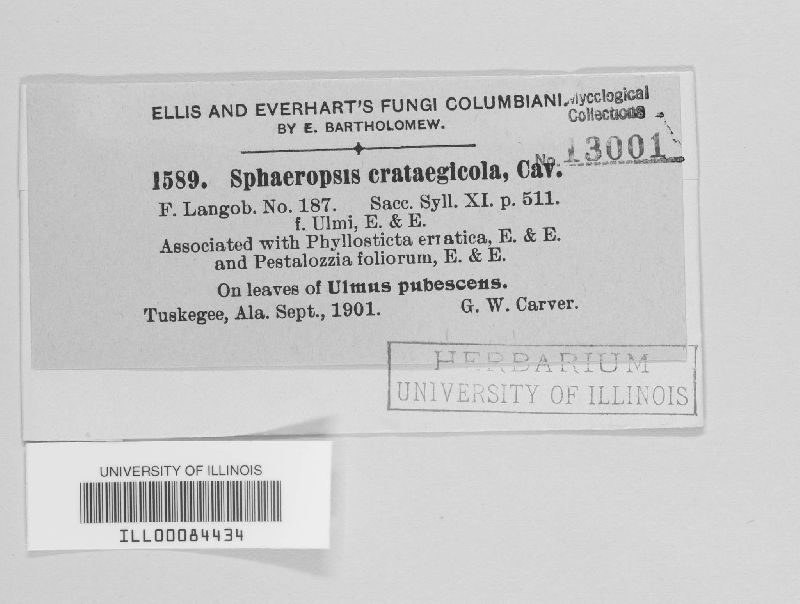 ELLIS AND EVERHART'S FUNGI COLUMBIANI.
Mycological
Collections
BY E. BARTHOLOMEW.
No. 13001
1589. Sphaeropsis crataegicola, Cav.
F. Langob. No. 187. Sacc. Syll. XI. p. 511.
f. Ulmi, E. & E.
Associated with Phyllosticta erratica, E. & E.
and Pestalozzia foliorum, E. & E.
On leaves of Ulmus pubescens.
Tuskegee, Ala. Sept., 1901. G. W. Carver.
HERBARIUM
UNIVERSITY OF ILLINOIS
UNIVERSITY OF ILLINOIS
ILL00084434